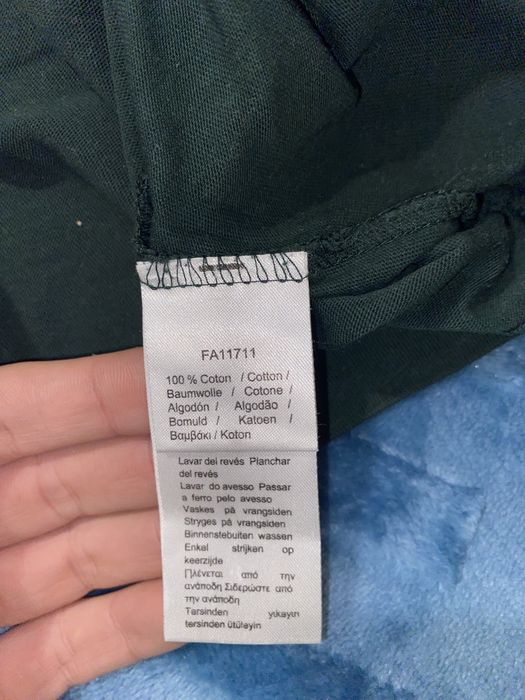 FA11711
100 % Coton / Cotton /
Baumwolle / Cotone /
Algodón / Algodão /
Bomuld / Katoen /
Βαμβάκι / Koton
Lavar del revés Planchar
del revés
Lavar do avesso Passar
a ferro pelo avesso
Vaskes på vrangsiden
Stryges på vrangsiden
Binnenstebuiten wassen
Enkel strijken op
keerzijde
Πλένεται από την
ανάποδη Σιδερώστε από
την ανάποδη
Tersinden yıkayın
tersinden ütüleyin